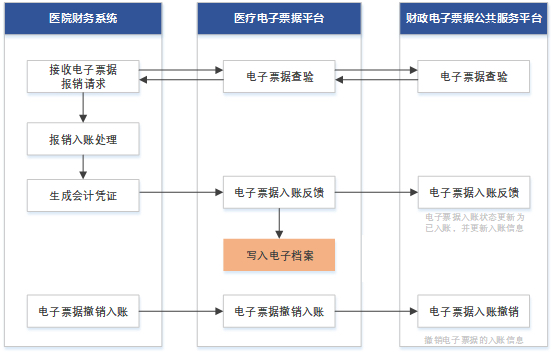 医院财务系统
医疗电子票据平台
财政电子票据公共服务平台
接收电子票据
报销请求
电子票据查验
电子票据查验
报销入账处理
生成会计凭证
电子票据入账反馈
电子票据入账反馈
电子票据入账状态更新为
已入账，并更新入账信息
写入电子档案
电子票据撤销入账
电子票据撤销入账
电子票据入账撤销
撤销电子票据的入账信息